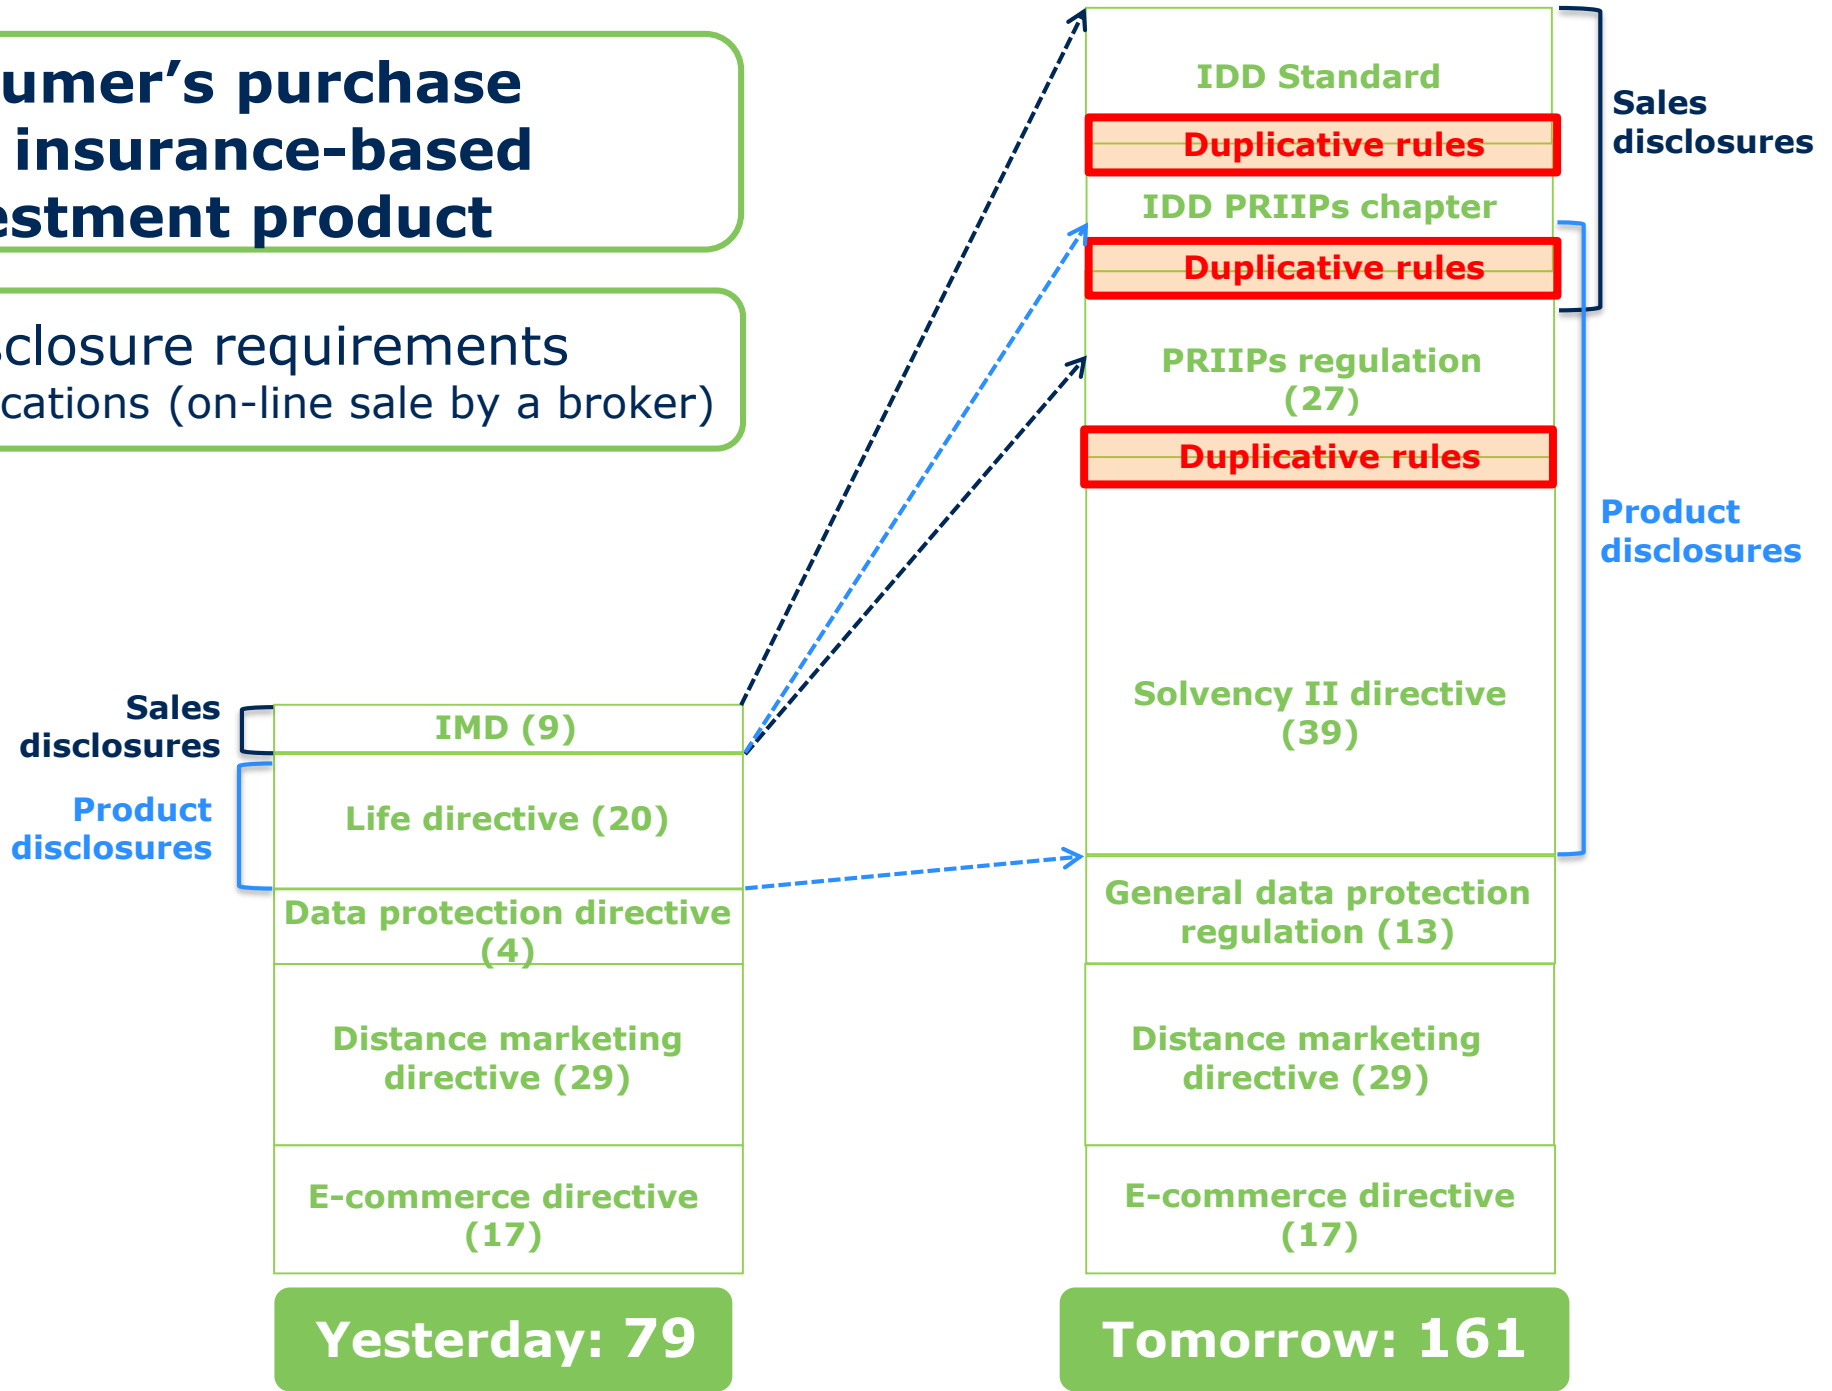 umer’s purchase
insurance-based
estment product
closure requirements
cations (on-line sale by a broker)
Sales
disclosures
Product
disclosures
IMD (9)
Life directive (20)
Data protection directive
(4)
Distance marketing
directive (29)
E-commerce directive
(17)
Yesterday: 79
IDD Standard
Duplicative rules
IDD PRIIPs chapter
Duplicative rules
PRIIPs regulation
(27)
Duplicative rules
Solvency II directive
(39)
General data protection
regulation (13)
Distance marketing
directive (29)
E-commerce directive
(17)
Tomorrow: 161
Sales
disclosures
Product
disclosures